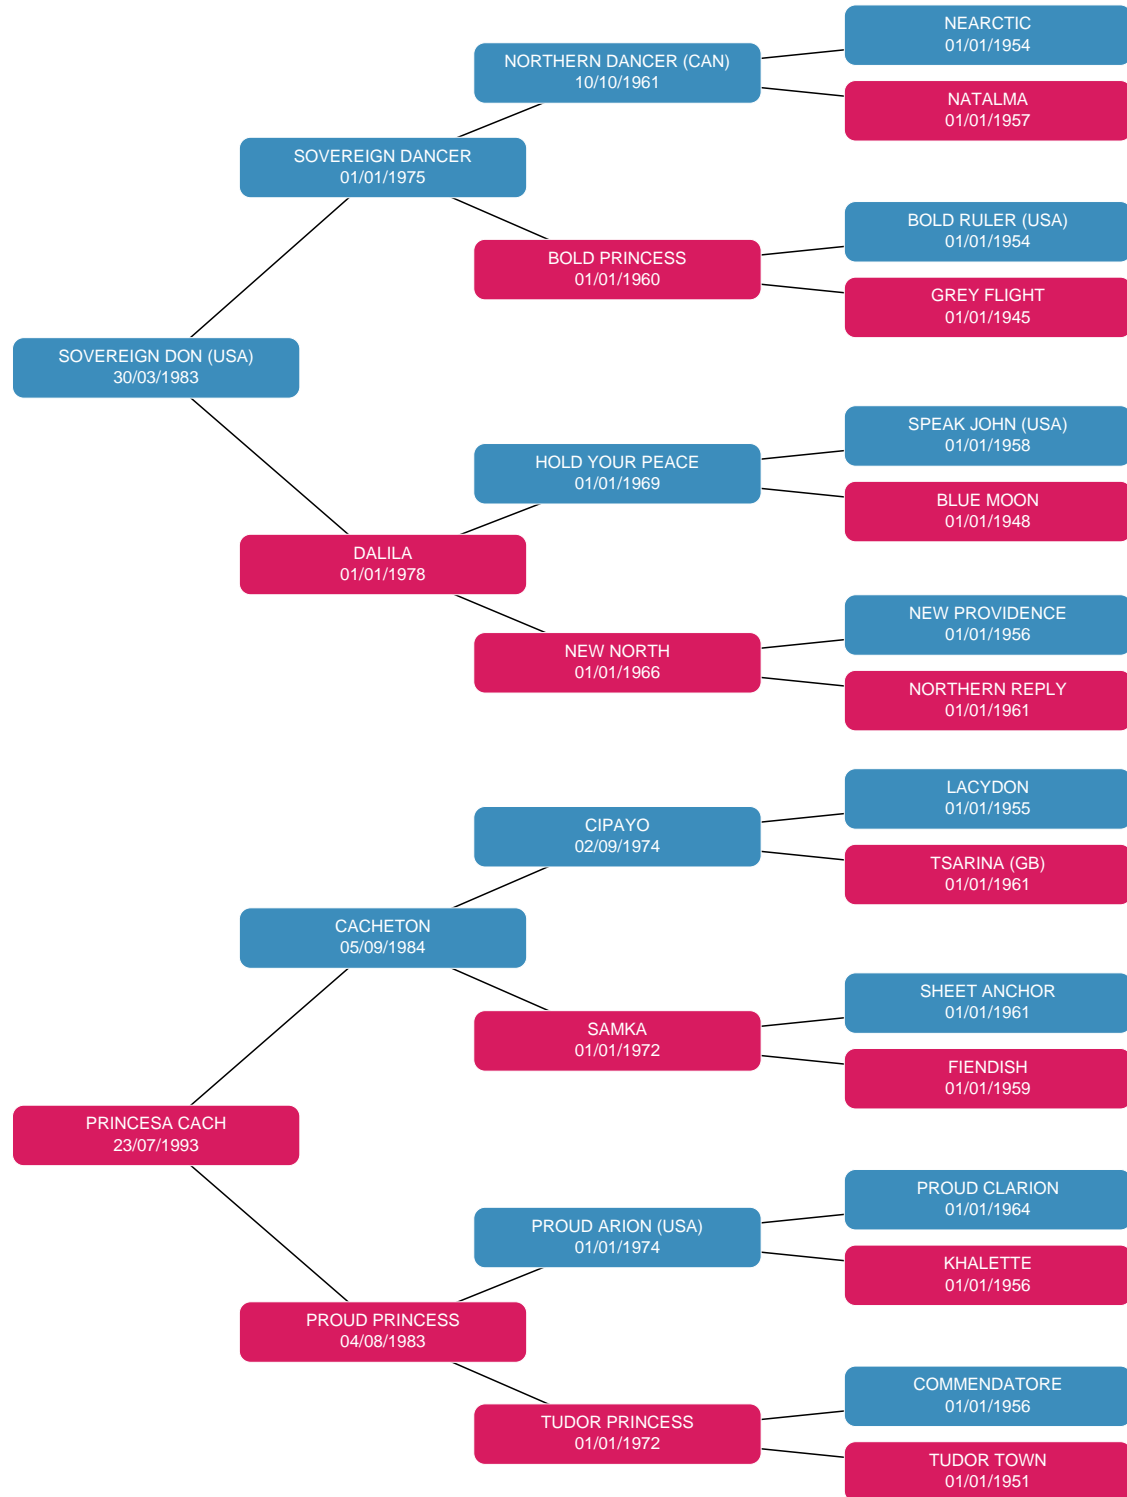 NEARCTIC
01/01/1954
NORTHERN DANCER (CAN)
10/10/1961
NATALMA
01/01/1957
SOVEREIGN DANCER
01/01/1975
BOLD RULER (USA)
01/01/1954
BOLD PRINCESS
01/01/1960
GREY FLIGHT
01/01/1945
SOVEREIGN DON (USA)
30/03/1983
SPEAK JOHN (USA)
01/01/1958
HOLD YOUR PEACE
01/01/1969
BLUE MOON
01/01/1948
DALILA
01/01/1978
NEW PROVIDENCE
01/01/1956
NEW NORTH
01/01/1966
NORTHERN REPLY
01/01/1961
LACYDON
01/01/1955
CIPAYO
02/09/1974
TSARINA (GB)
01/01/1961
CACHETON
05/09/1984
SHEET ANCHOR
01/01/1961
SAMKA
01/01/1972
FIENDISH
01/01/1959
PRINCESA CACH
23/07/1993
PROUD CLARION
01/01/1964
PROUD ARION (USA)
01/01/1974
KHALETTE
01/01/1956
PROUD PRINCESS
04/08/1983
COMMENDATORE
01/01/1956
TUDOR PRINCESS
01/01/1972
TUDOR TOWN
01/01/1951